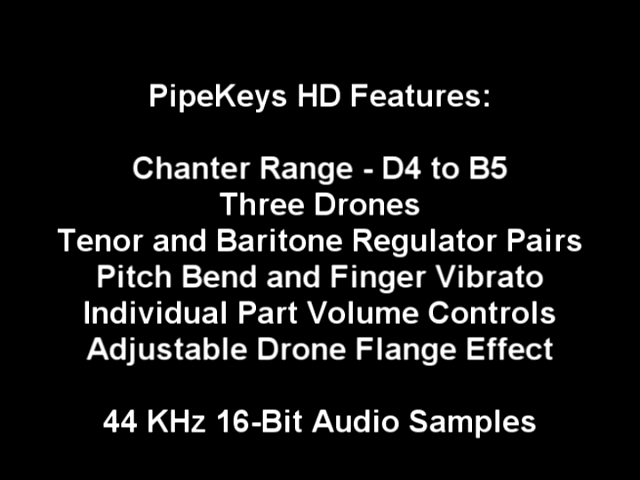 PipeKeys HD Features:
Chanter Range - D4 to B5
Three Drones
Tenor and Baritone Regulator Pairs
Pitch Bend and Finger Vibrato
Individual Part Volume Controls
Adjustable Drone Flange Effect
44 KHz 16-Bit Audio Samples